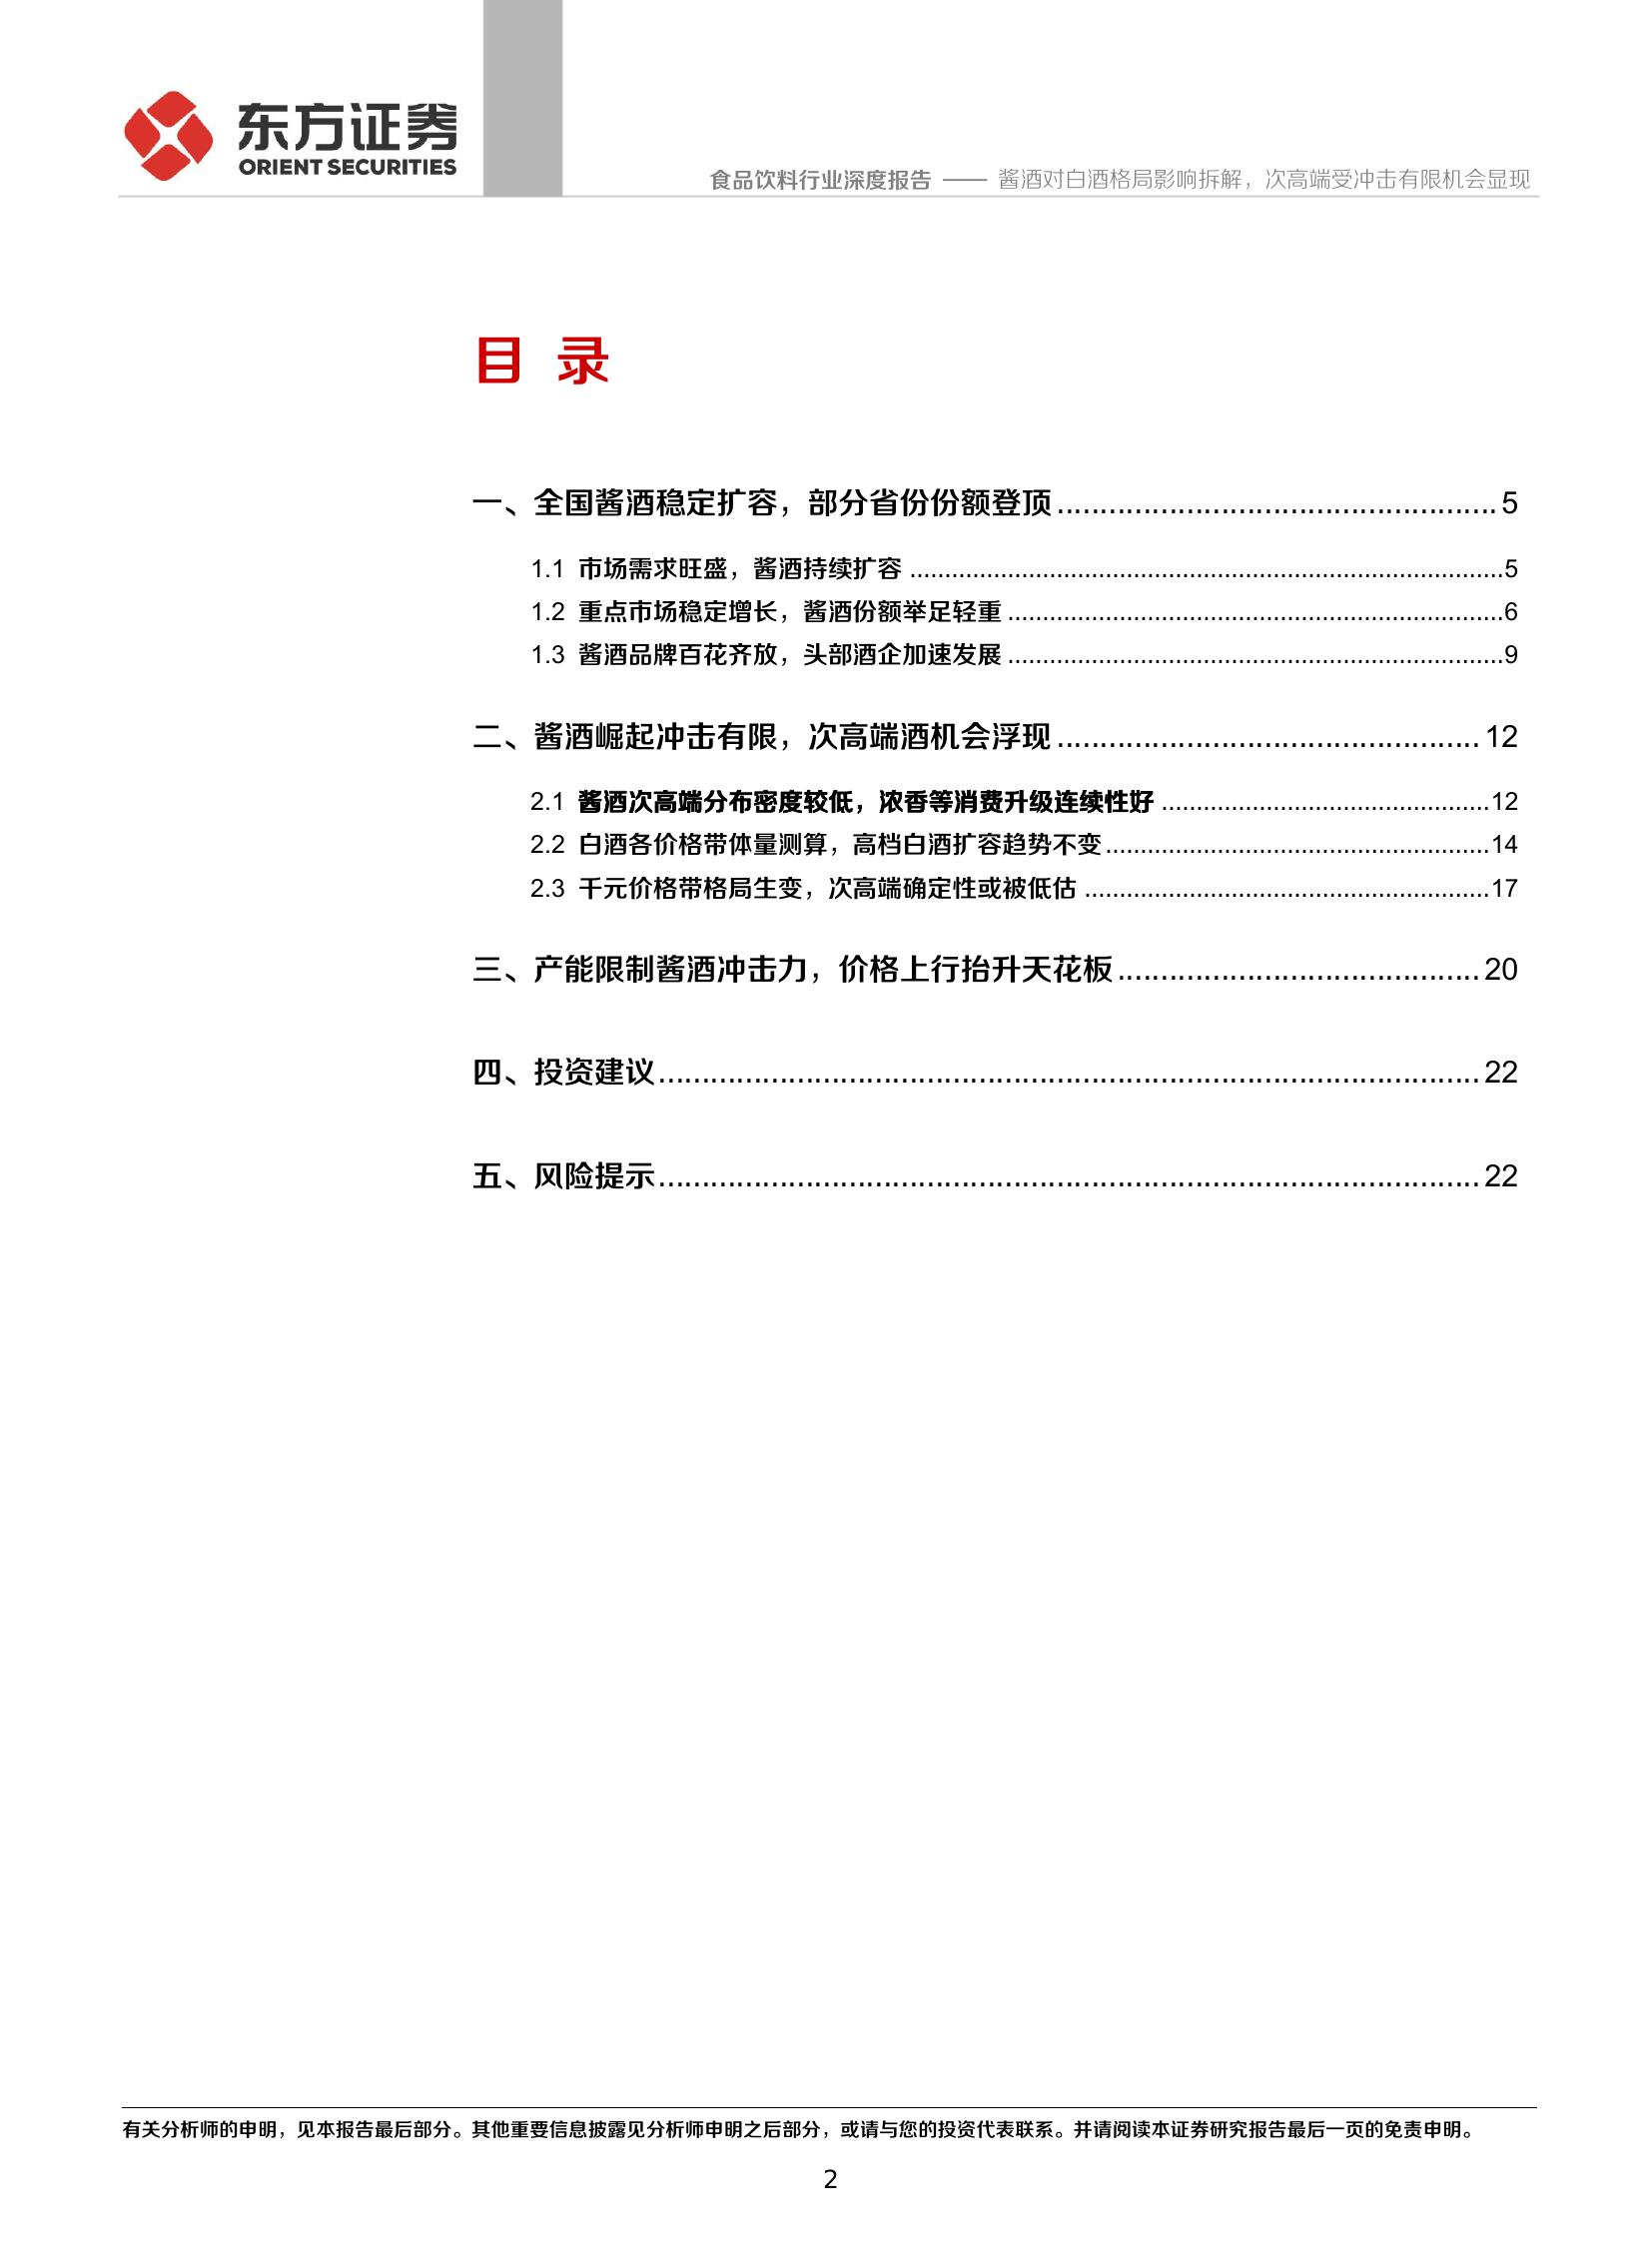 东方证券
ORIENT SECURITIES
食品饮料行业深度报告 —— 酱酒对白酒格局影响拆解，次高端受冲击有限机会显现
目 录
一、全国酱酒稳定扩容，部分省份份额登顶 ................................................... 5
1.1 市场需求旺盛，酱酒持续扩容 .....................................................................................5
1.2 重点市场稳定增长，酱酒份额举足轻重 .......................................................................6
1.3 酱酒品牌百花齐放，头部酒企加速发展 .......................................................................9
二、酱酒崛起冲击有限，次高端酒机会浮现 ................................................. 12
2.1 酱酒次高端分布密度较低，浓香等消费升级连续性好 ...............................................12
2.2 白酒各价格带体量测算，高档白酒扩容趋势不变.......................................................14
2.3 千元价格带格局生变，次高端确定性或被低估 ..........................................................17
三、产能限制酱酒冲击力，价格上行抬升天花板 .......................................... 20
四、投资建议................................................................................................ 22
五、风险提示................................................................................................ 22
有关分析师的申明，见本报告最后部分。其他重要信息披露见分析师申明之后部分，或请与您的投资代表联系。并请阅读本证券研究报告最后一页的免责申明。
2